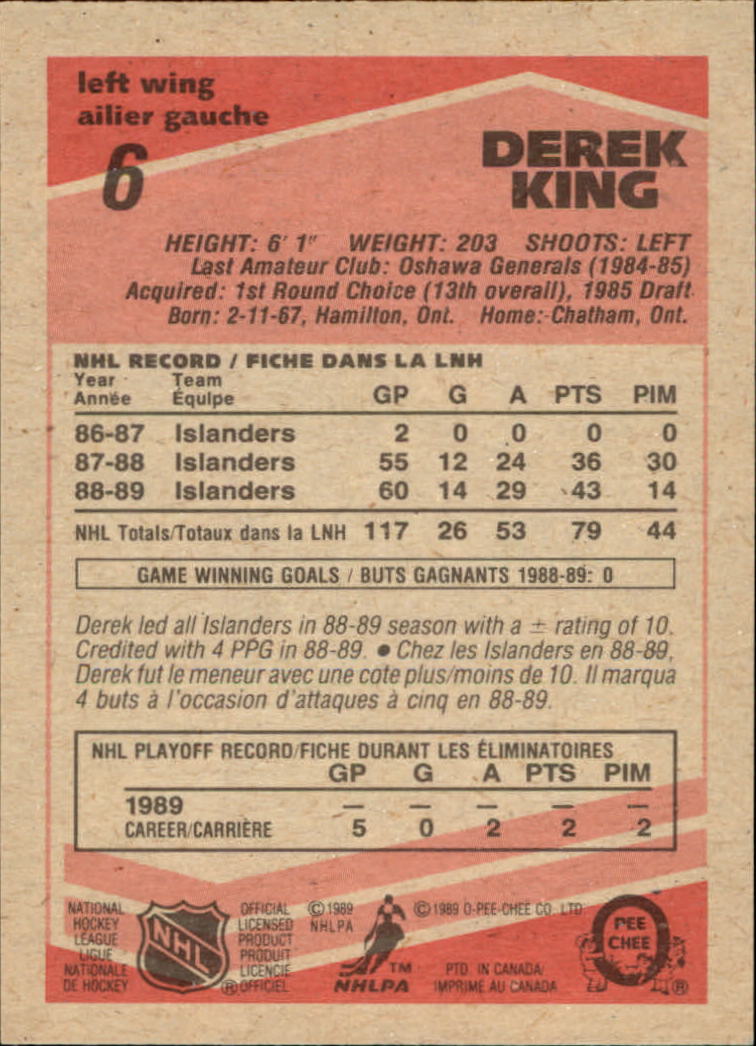 left wing
ailier gauche
6
DEREK
KING
HEIGHT: 6' 1" WEIGHT: 203 SHOOTS: LEFT
Last Amateur Club: Oshawa Generals (1984-85)
Acquired: 1st Round Choice (13th overall), 1985 Draft
Born: 2-11-67, Hamilton, Ont. Home: Chatham, Ont.
NHL RECORD / FICHE DANS LA LNH
Year Team
Année Équipe GP G A PTS PIM
86-87 Islanders 2 0 0 0 0
87-88 Islanders 55 12 24 36 30
88-89 Islanders 60 14 29 43 14
NHL Totals/Totaux dans la LNH 117 26 53 79 44
GAME WINNING GOALS / BUTS GAGNANTS 1988-89: 0
Derek led all Islanders in 88-89 season with a ± rating of 10.
Credited with 4 PPG in 88-89. ● Chez les Islanders en 88-89,
Derek fut le meneur avec une cote plus/moins de 10. Il marqua
4 buts à l'occasion d'attaques à cinq en 88-89.
NHL PLAYOFF RECORD/FICHE DURANT LES ÉLIMINATOIRES
GP G A PTS PIM
1989 — — — — —
CAREER/CARRIÈRE 5 0 2 2 2
NATIONAL
HOCKEY
LEAGUE
LIGUE
NATIONALE
DE HOCKEY
NHL
OFFICIAL
LICENSED
PRODUCT
PRODUIT
LICENCIÉ
® OFFICIEL
© 1989
NHLPA
TM
NHLPA
© 1989 O-PEE-CHEE CO. LTD.
PTD. IN CANADA/
IMPRIMÉ AU CANADA
O
PEE
CHEE
®